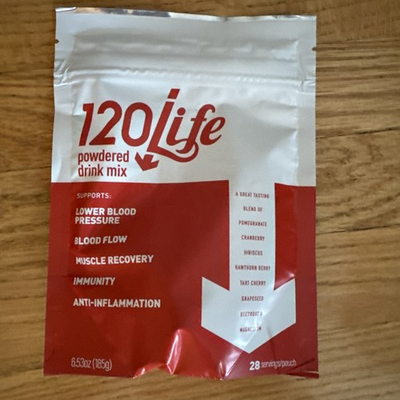 120Life
powdered
drink mix
SUPPORTS:
LOWER BLOOD
PRESSURE
BLOOD FLOW
MUSCLE RECOVERY
IMMUNITY
ANTI-INFLAMMATION
6.53oz (185g)
A GREAT TASTING
BLEND OF
POMEGRANATE
CRANBERRY
HIBISCUS
HAWTHORN BERRY
TART CHERRY
GRAPESEED
BEETROOT &
MAGNESIUM
28 servings/pouch